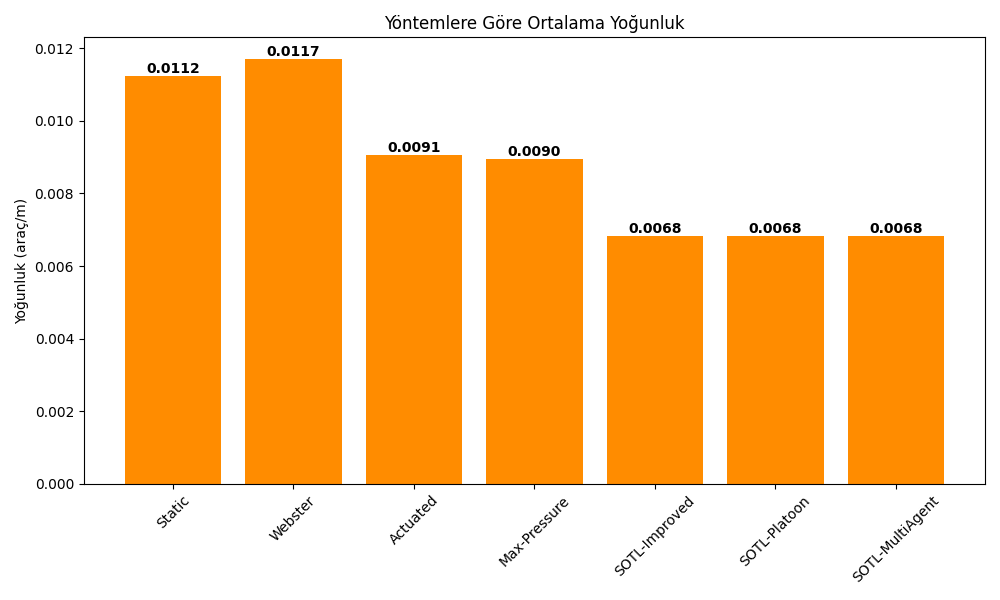 Yöntemlere Göre Ortalama Yoğunluk
Yoğunluk (araç/m)
0.012
0.010
0.008
0.006
0.004
0.002
0.000
0.0112
0.0117
0.0091
0.0090
0.0068
0.0068
0.0068
Static
Webster
Actuated
Max-Pressure
SOTL-Improved
SOTL-Platoon
SOTL-MultiAgent